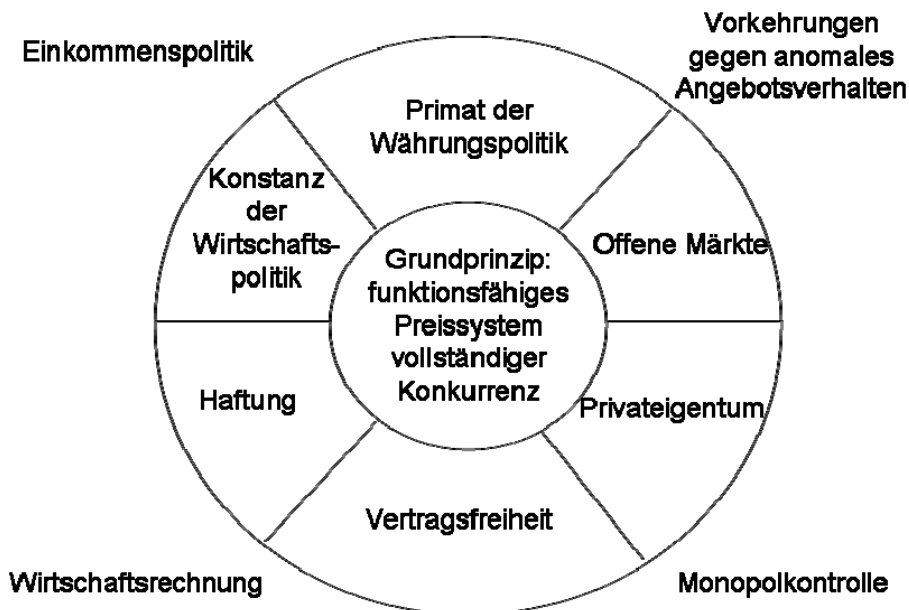 Einkommenspolitik
Vorkehrungen
gegen anomales
Angebotsverhalten
Primat der
Währungspolitik
Konstanz
der
Wirtschafts-
politik
Offene Märkte
Grundprinzip:
funktionsfähiges
Preissystem
vollständiger
Konkurrenz
Haftung
Privateigentum
Vertragsfreiheit
Wirtschaftsrechnung
Monopolkontrolle